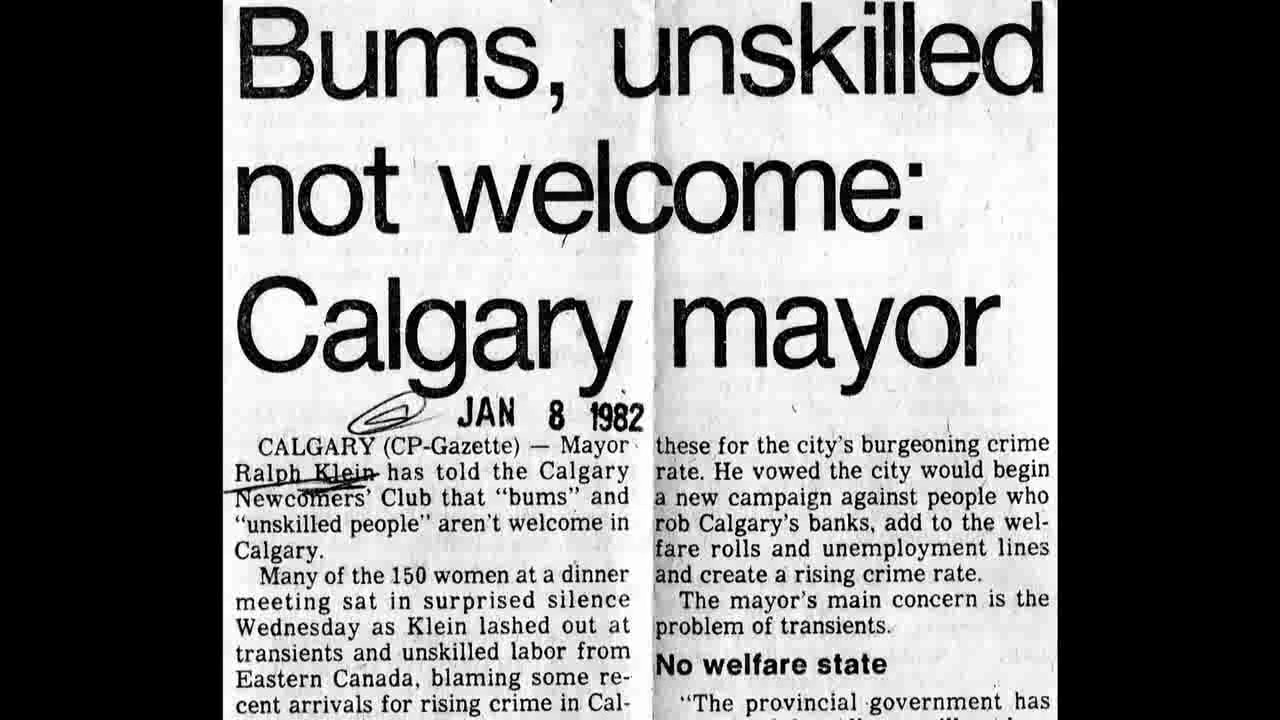 Bums, unskilled
not welcome:
Calgary mayor
JAN 8 1982
CALGARY (CP-Gazette) — Mayor
Ralph Klein has told the Calgary
Newcomers' Club that "bums" and
"unskilled people" aren't welcome in
Calgary.
Many of the 150 women at a dinner
meeting sat in surprised silence
Wednesday as Klein lashed out at
transients and unskilled labor from
Eastern Canada, blaming some re-
cent arrivals for rising crime in Cal-
these for the city's burgeoning crime
rate. He vowed the city would begin
a new campaign against people who
rob Calgary's banks, add to the wel-
fare rolls and unemployment lines
and create a rising crime rate.
The mayor's main concern is the
problem of transients.
No welfare state
"The provincial government has